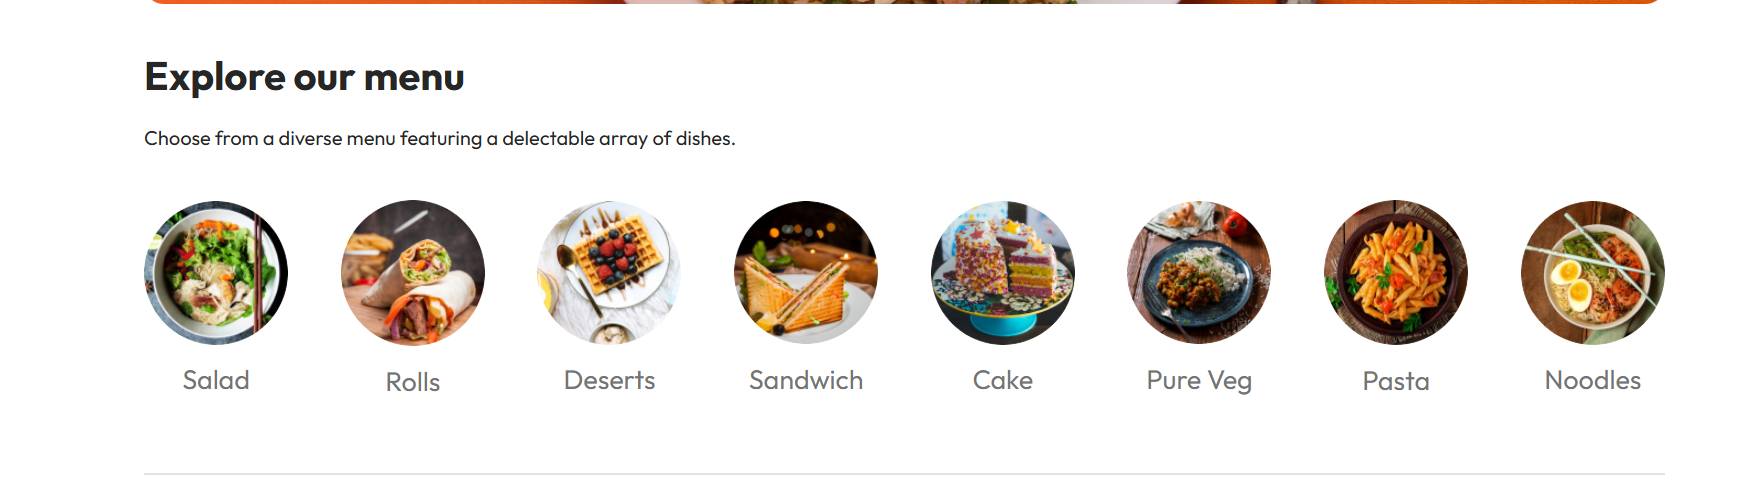 Explore our menu
Choose from a diverse menu featuring a delectable array of dishes.
Salad
Rolls
Deserts
Sandwich
Cake
Pure Veg
Pasta
Noodles